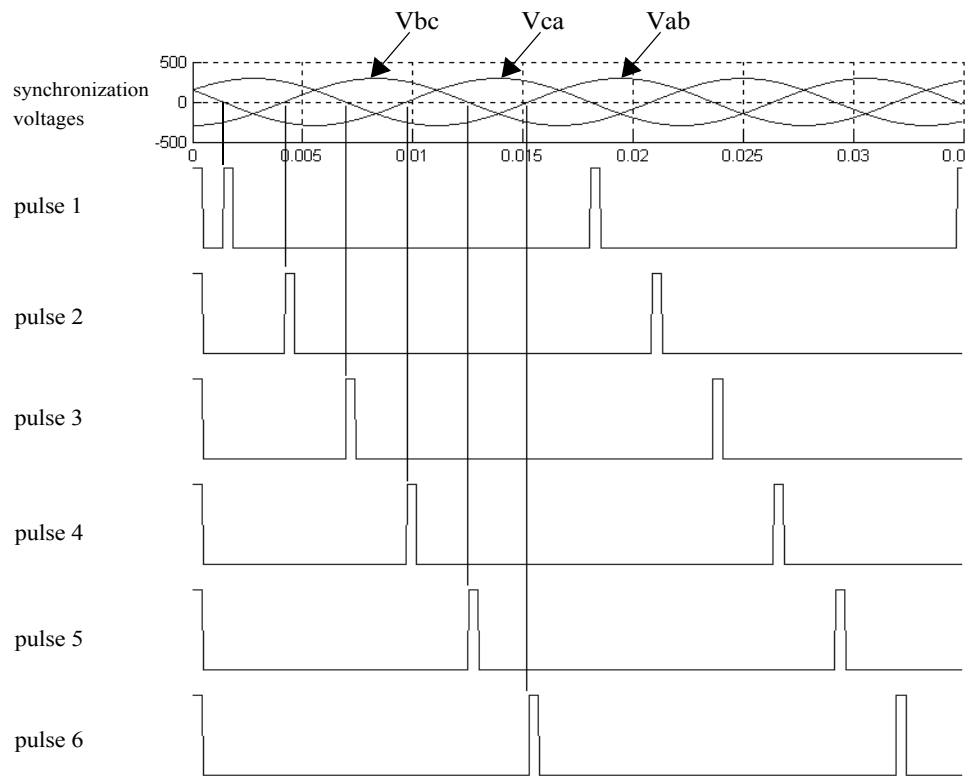 Vbc Vca Vab
500
synchronization
0
voltages
-500
0 0.005 0.01 0.015 0.02 0.025 0.03 0.0
pulse 1
pulse 2
pulse 3
pulse 4
pulse 5
pulse 6